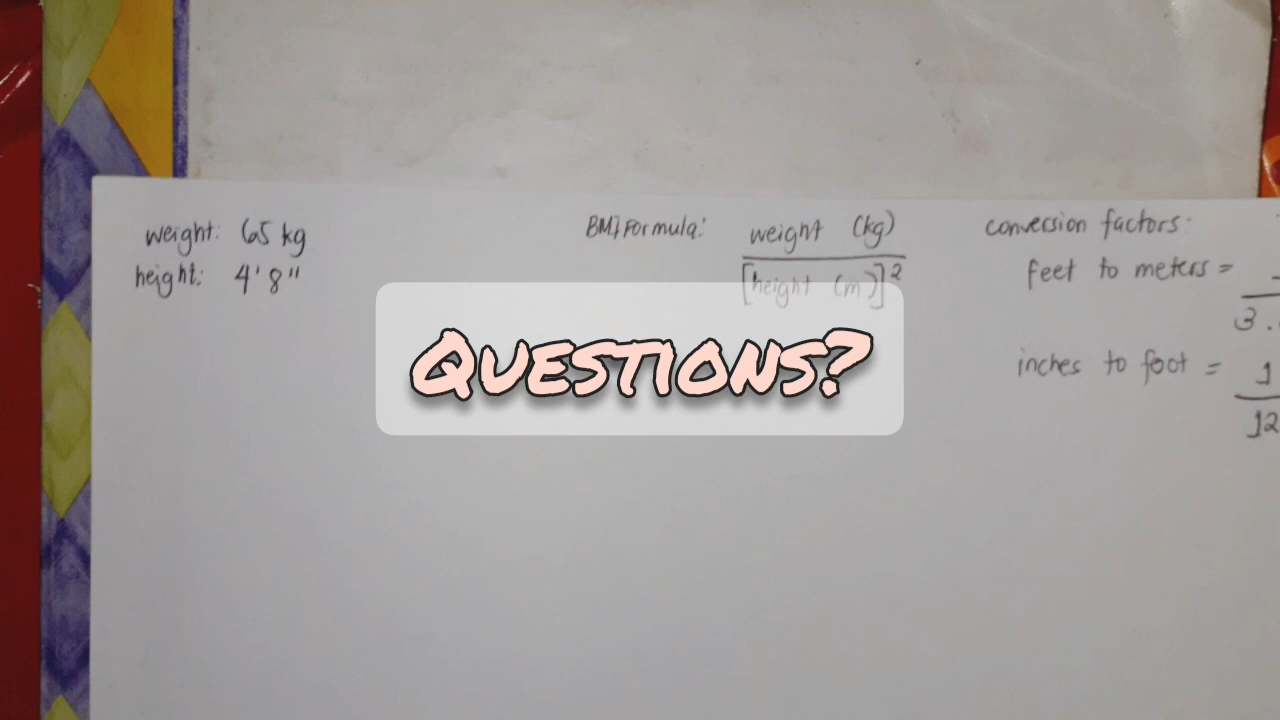 weight: 65 kg
height: 4' 8"
BMI Formula: weight (kg)
[height (m)]²
conversion factors:
feet to meters =
3.
inches to foot = 1
12
QUESTIONS?